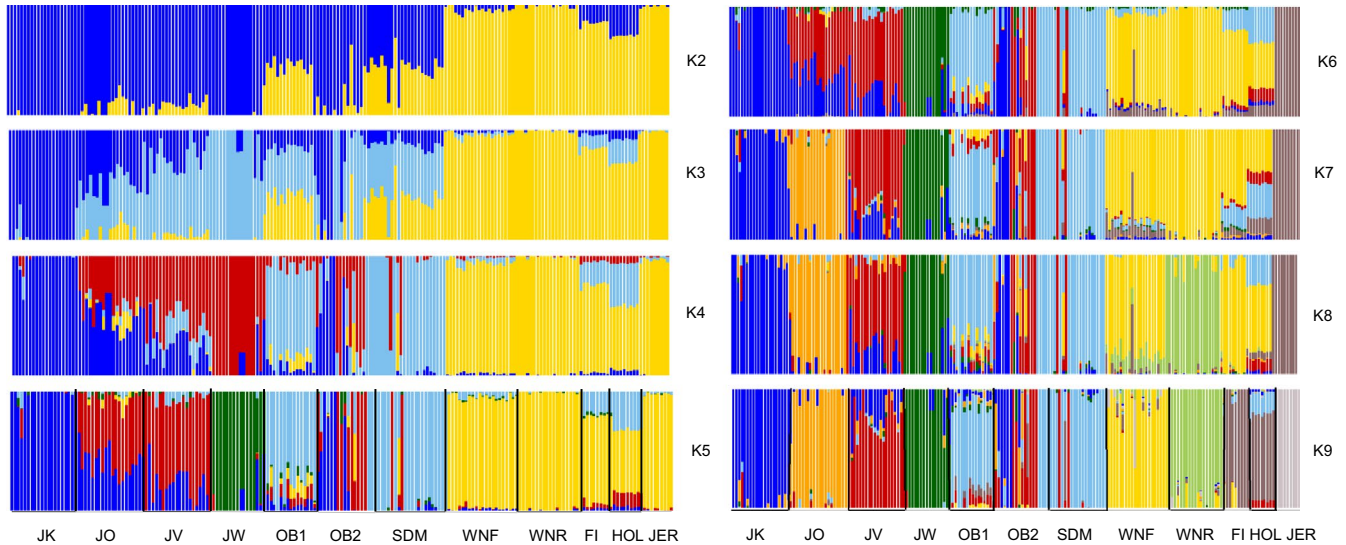 K2
K3
K4
K5
JK JO JV JW OB1 OB2 SDM WNF WNR FI HOL JER
K6
K7
K8
K9
JK JO JV JW OB1 OB2 SDM WNF WNR FI HOL JER